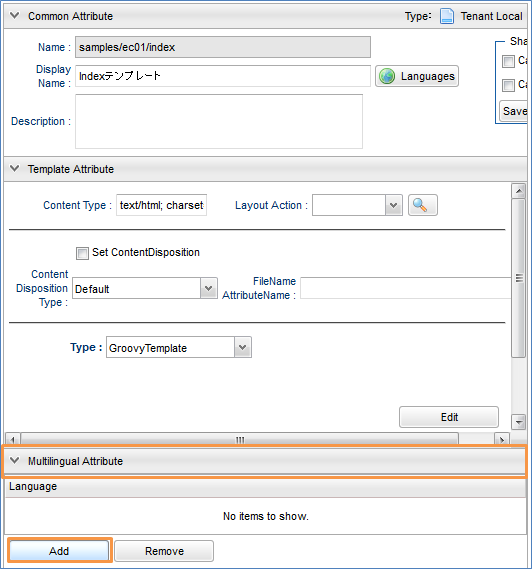 Common Attribute Type: Tenant Local
Name : samples/ec01/index
Display Name : Indexテンプレート Languages
Description :
Sha
Ca
Ca
Save
Template Attribute
Content Type : text/html; charset Layout Action :
Set ContentDisposition
Content Disposition Type : Default FileName AttributeName :
Type : GroovyTemplate
Edit
Multilingual Attribute
Language
No items to show.
Add Remove